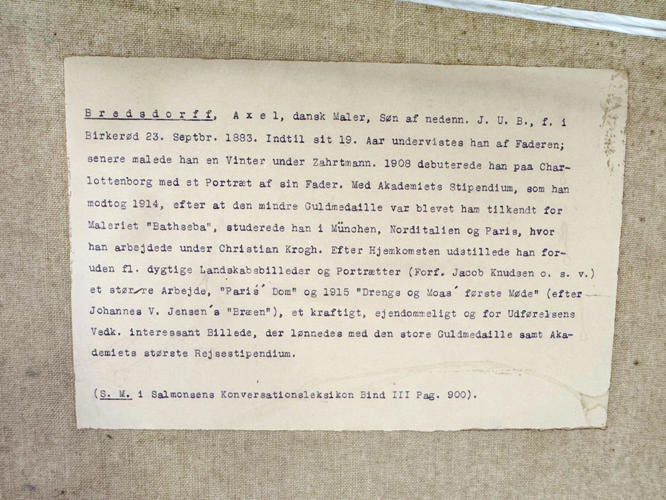 Bredsdorff, Axel, dansk Maler, Søn af nedenn. J. U. B., f. i
Birkerød 23. Septbr. 1883. Indtil sit 19. Aar undervistes han af Faderen;
senere malede han en Vinter under Zahrtmann. 1908 debuterede han paa Char-
lottenborg med et Portræt af sin Fader. Med Akademiets Stipendium, som han
modtog 1914, efter at den mindre Guldmedaille var blevet ham tilkendt for
Maleriet "Bathseba", studerede han i München, Norditalien og Paris, hvor
han arbejdede under Christian Krogh. Efter Hjemkomsten udstillede han for-
uden fl. dygtige Landskabsbilleder og Portrætter (Forf. Jacob Knudsen o. s. v.)
et større Arbejde, "Paris´ Dom" og 1915 "Drengs og Moas´ første Møde" (efter
Johannes V. Jensen´s "Bræen"), et kraftigt, ejendommeligt og for Udførelsens
Vedk. interessant Billede, der lønnedes med den store Guldmedaille samt Aka-
demiets største Rejsestipendium.
(S. M. i Salmonsens Konversationsleksikon Bind III Pag. 900).